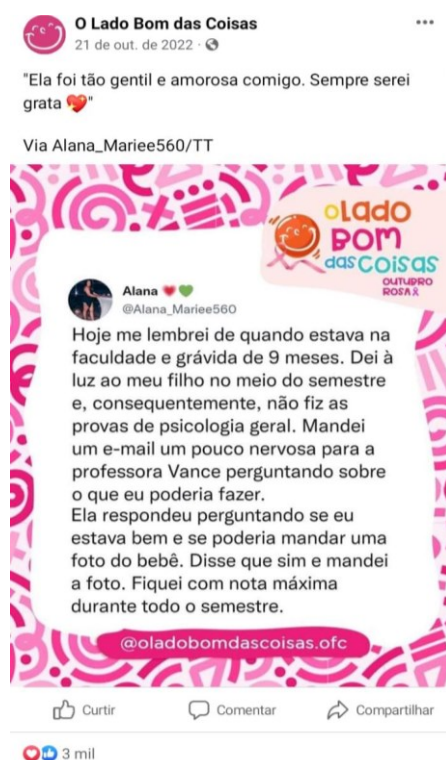 O Lado Bom das Coisas
21 de out. de 2022 ·
"Ela foi tão gentil e amorosa comigo. Sempre serei
grata 💖"
Via Alana_Mariee560/TT
o LaDO
BOM
das COISAS
OUTUBRO
ROSA
Alana 💗💚
@Alana_Mariee560
Hoje me lembrei de quando estava na
faculdade e grávida de 9 meses. Dei à
luz ao meu filho no meio do semestre
e, consequentemente, não fiz as
provas de psicologia geral. Mandei
um e-mail um pouco nervosa para a
professora Vance perguntando sobre
o que eu poderia fazer.
Ela respondeu perguntando se eu
estava bem e se poderia mandar uma
foto do bebê. Disse que sim e mandei
a foto. Fiquei com nota máxima
durante todo o semestre.
@oladobomdascoisas.ofc
Curtir Comentar Compartilhar
3 mil